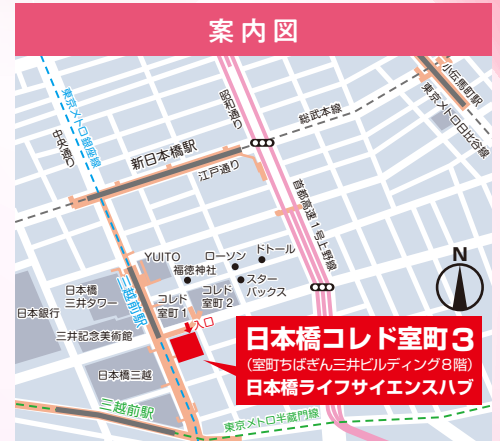 案内図
小伝馬町駅
東京メトロ日比谷線
昭和通り
総武本線
東京メトロ銀座線
中央通り
新日本橋駅
江戸通り
首都高速1号上野線
YUITO
福徳神社
ローソン
ドトール
スター
バックス
コレド
室町2
コレド
室町1
日本橋
三井タワー
三越前駅
日本銀行
三井記念美術館
入口
N
日本橋三越
日本橋コレド室町3
(室町ちばぎん三井ビルディング8階)
日本橋ライフサイエンスハブ
三越前駅
東京メトロ半蔵門線